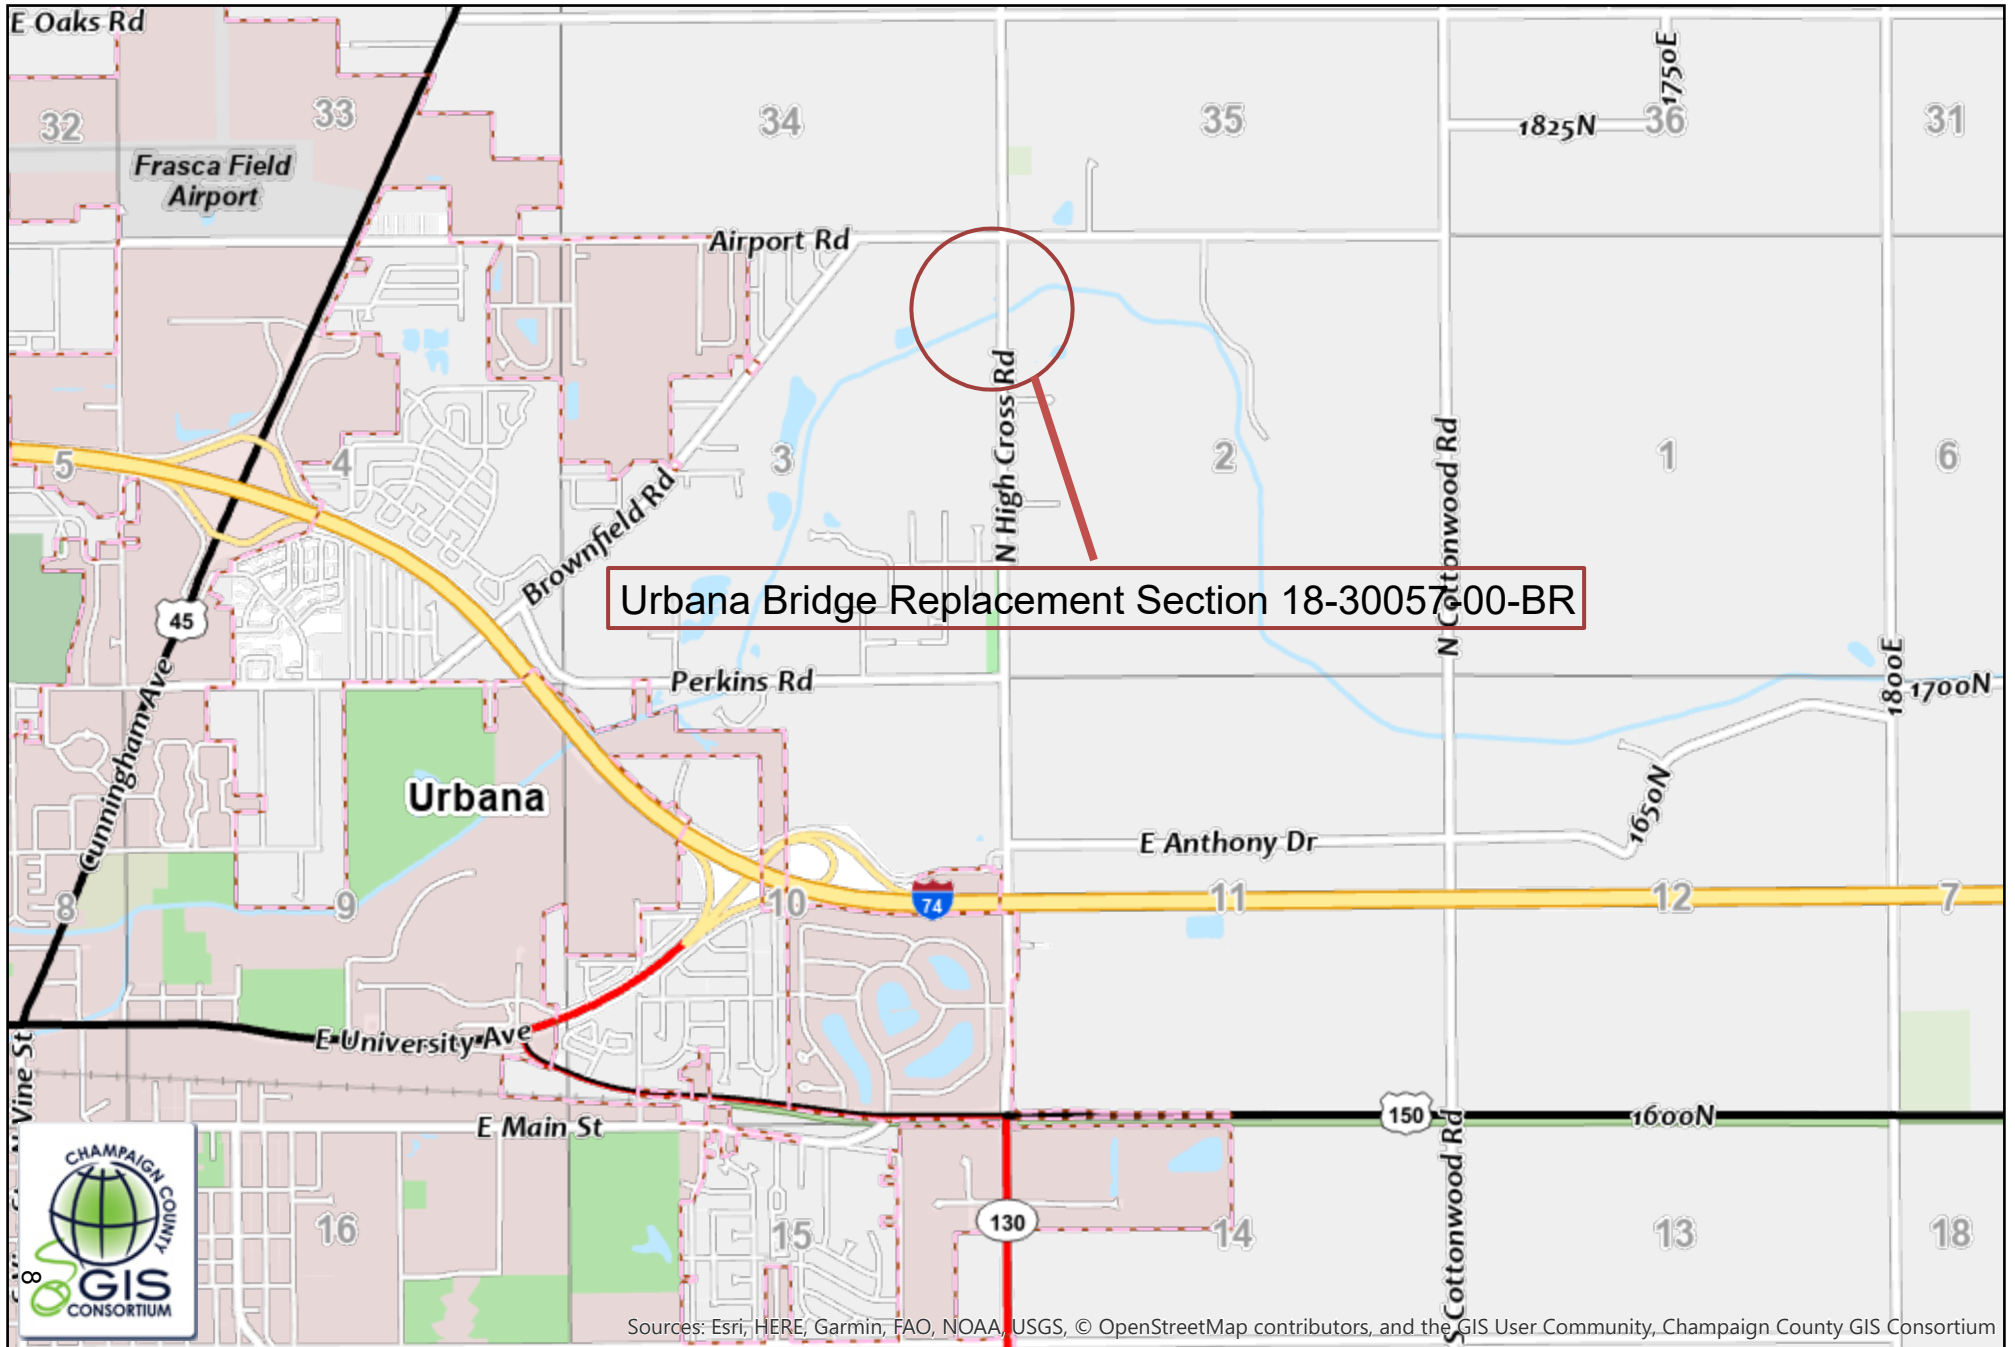 E Oaks Rd
1750E
32
33
34
35
1825N
36
31
Frasca Field
Airport
Airport Rd
N High Cross Rd
N Cottonwood Rd
5
4
3
2
1
6
Brownfield Rd
45
Urbana Bridge Replacement Section 18-30057-00-BR
Cunningham Ave
Perkins Rd
1800E
1700N
Urbana
1650N
E Anthony Dr
8
9
10
74
11
12
7
E University Ave
N Vine St
E Main St
150
1600N
S Cottonwood Rd
CHAMPAIGN COUNTY
GIS
CONSORTIUM
8
16
15
130
14
13
18
Sources: Esri, HERE, Garmin, FAO, NOAA, USGS, © OpenStreetMap contributors, and the GIS User Community, Champaign County GIS Consortium